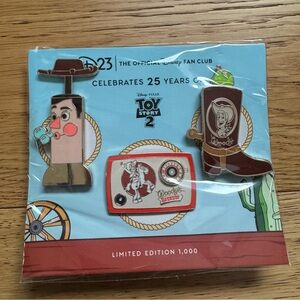 D23 | THE OFFICIAL Disney FAN CLUB
CELEBRATES 25 YEARS O
DISNEY · PIXAR
TOY
STORY
2
Woody's
LIMITED EDITION 1,000